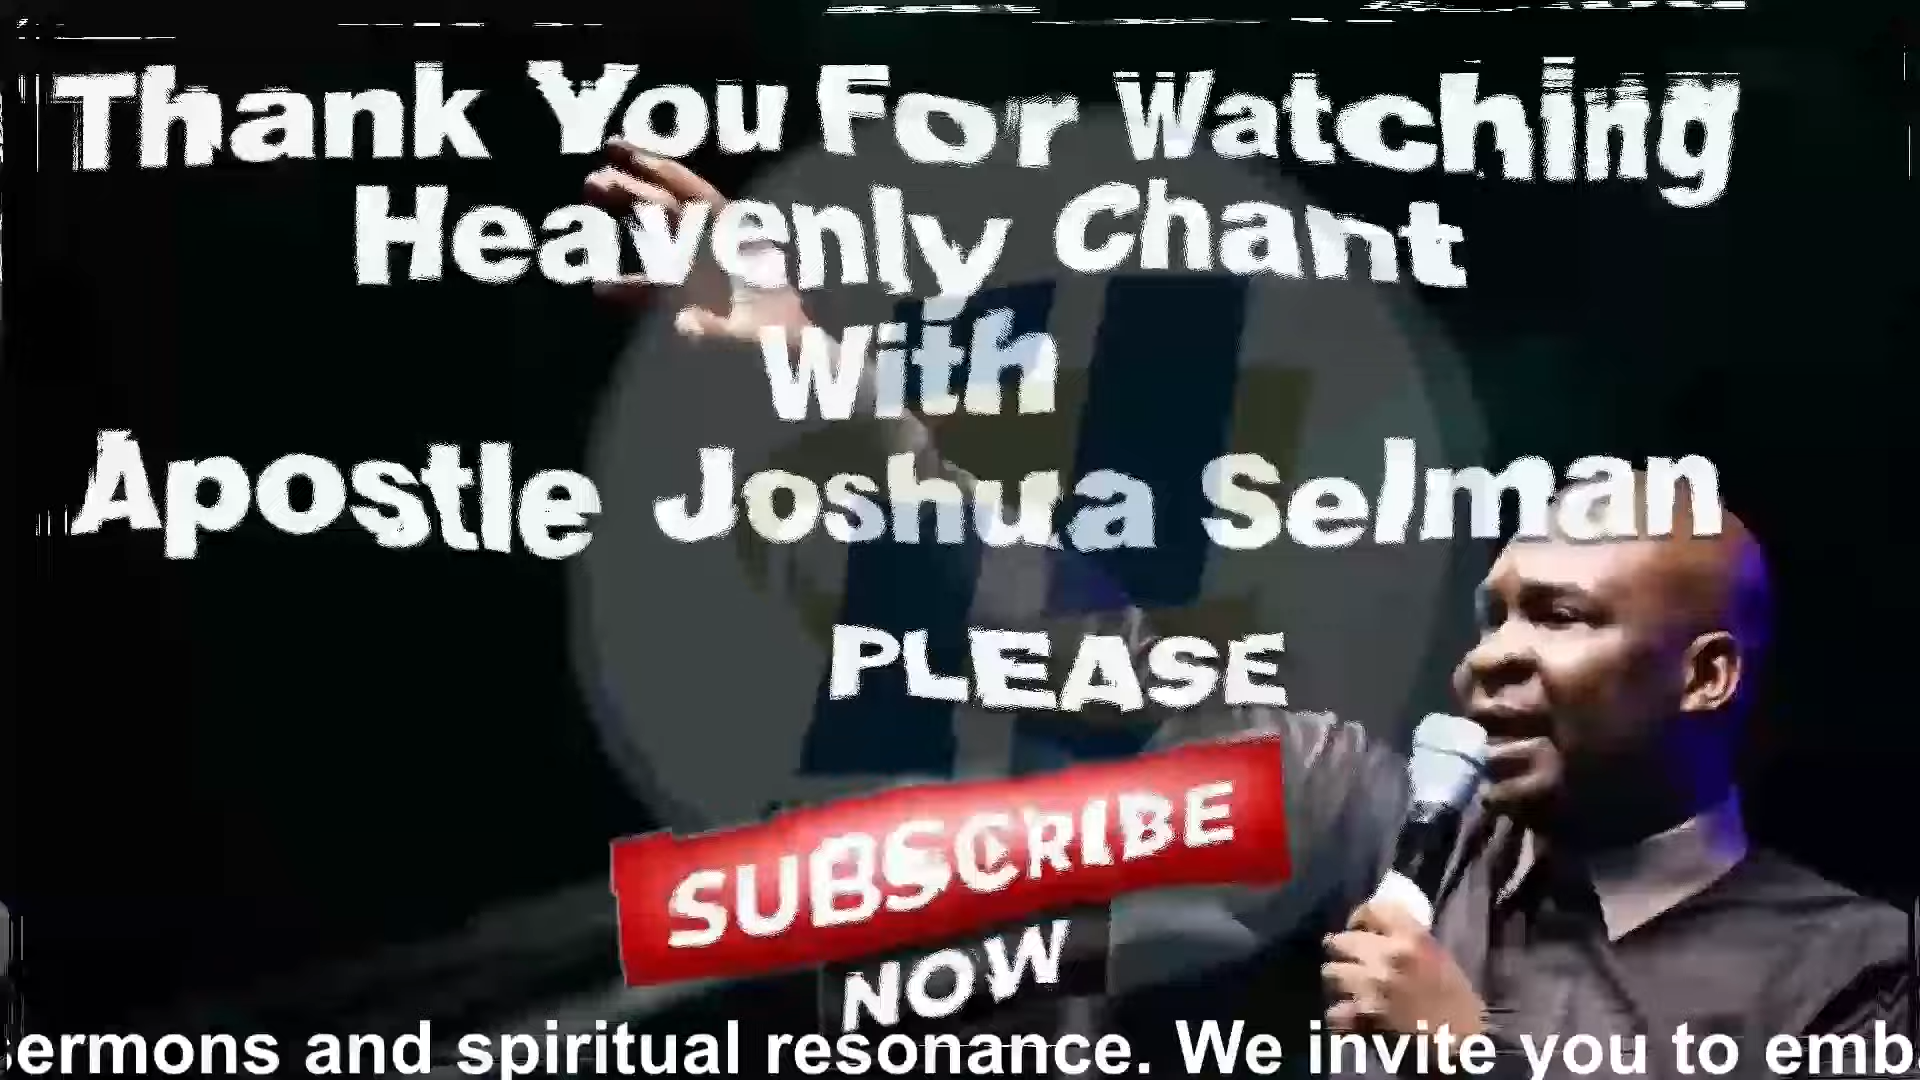 Thank You For Watching
Heavenly Chant
With
Apostle Joshua Selman
PLEASE
SUBSCRIBE
NOW
ermons and spiritual resonance. We invite you to emb